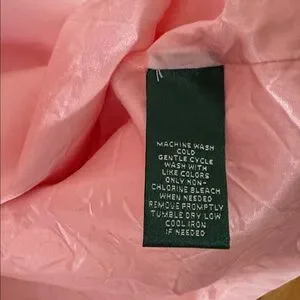 MACHINE WASH
COLD
GENTLE CYCLE
WASH WITH
LIKE COLORS
ONLY NON-
CHLORINE BLEACH
WHEN NEEDED
REMOVE PROMPTLY
TUMBLE DRY LOW
COOL IRON
IF NEEDED